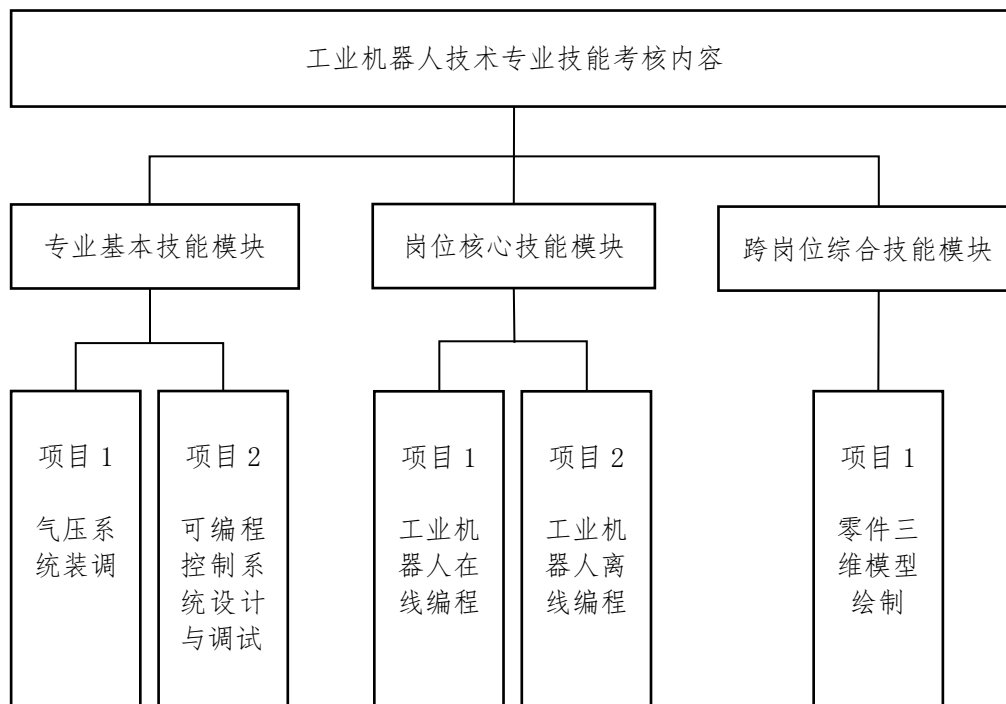 工业机器人技术专业技能考核内容
专业基本技能模块
岗位核心技能模块
跨岗位综合技能模块
项目 1
气压系
统装调
项目 2
可编程
控制系
统设计
与调试
项目 1
工业机
器人在
线编程
项目 2
工业机
器人离
线编程
项目 1
零件三
维模型
绘制